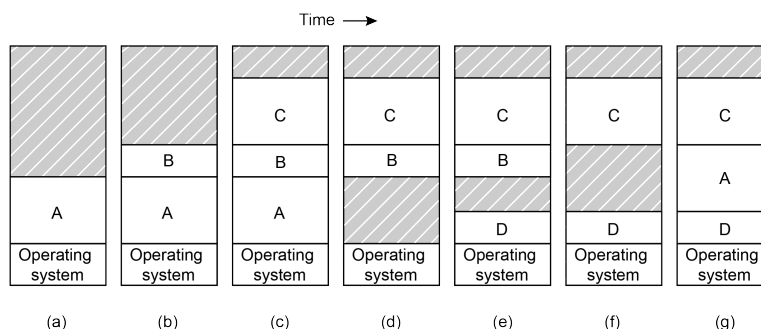 Time
A
Operating
system
(a)
B
A
Operating
system
(b)
C
B
A
Operating
system
(c)
C
B
Operating
system
(d)
C
B
D
Operating
system
(e)
C
D
Operating
system
(f)
C
A
D
Operating
system
(g)